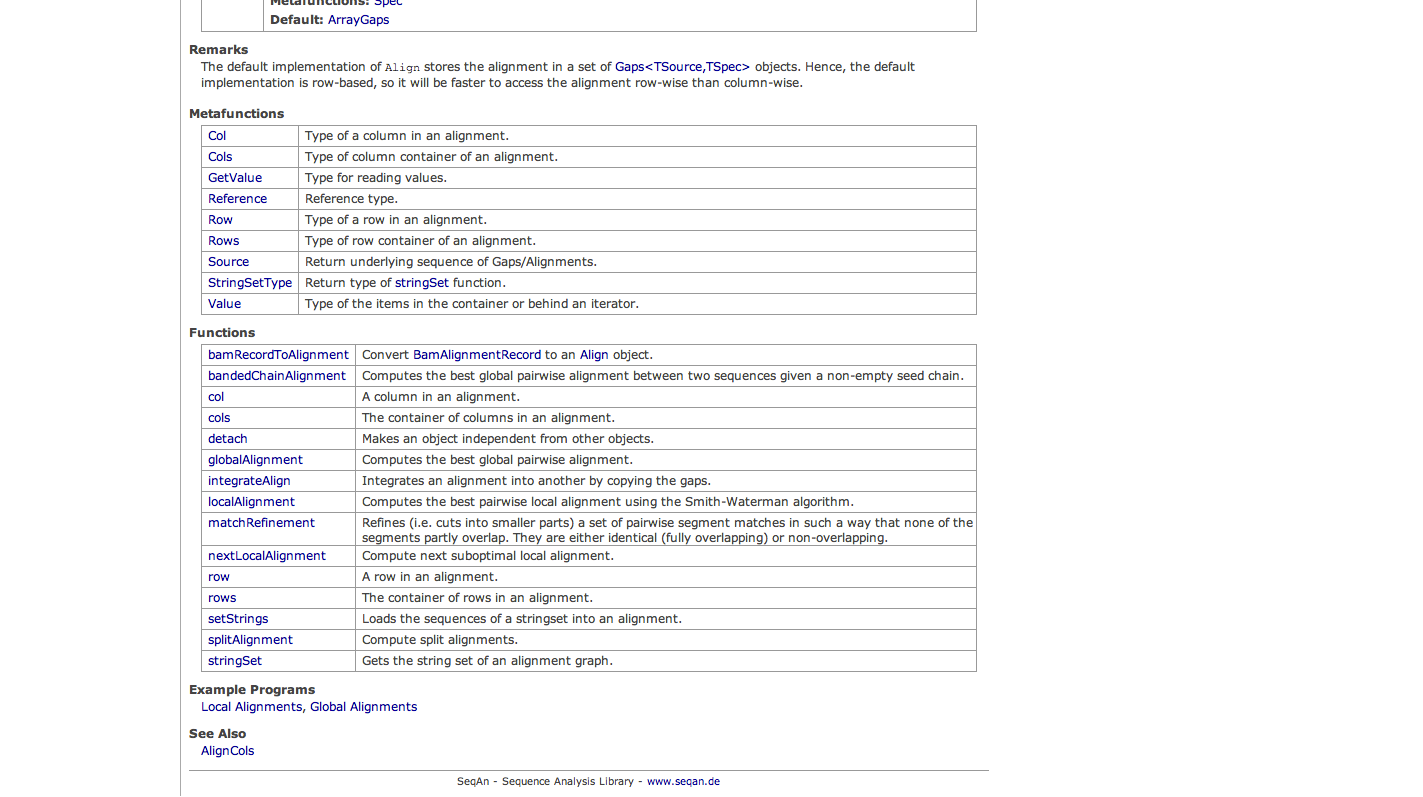 Metafunctions: Spec
Default: ArrayGaps
Remarks
The default implementation of Align stores the alignment in a set of Gaps<TSource,TSpec> objects. Hence, the default
implementation is row-based, so it will be faster to access the alignment row-wise than column-wise.
Metafunctions
Col Type of a column in an alignment.
Cols Type of column container of an alignment.
GetValue Type for reading values.
Reference Reference type.
Row Type of a row in an alignment.
Rows Type of row container of an alignment.
Source Return underlying sequence of Gaps/Alignments.
StringSetType Return type of stringSet function.
Value Type of the items in the container or behind an iterator.
Functions
bamRecordToAlignment Convert BamAlignmentRecord to an Align object.
bandedChainAlignment Computes the best global pairwise alignment between two sequences given a non-empty seed chain.
col A column in an alignment.
cols The container of columns in an alignment.
detach Makes an object independent from other objects.
globalAlignment Computes the best global pairwise alignment.
integrateAlign Integrates an alignment into another by copying the gaps.
localAlignment Computes the best pairwise local alignment using the Smith-Waterman algorithm.
matchRefinement Refines (i.e. cuts into smaller parts) a set of pairwise segment matches in such a way that none of the
segments partly overlap. They are either identical (fully overlapping) or non-overlapping.
nextLocalAlignment Compute next suboptimal local alignment.
row A row in an alignment.
rows The container of rows in an alignment.
setStrings Loads the sequences of a stringset into an alignment.
splitAlignment Compute split alignments.
stringSet Gets the string set of an alignment graph.
Example Programs
Local Alignments, Global Alignments
See Also
AlignCols
SeqAn - Sequence Analysis Library - www.seqan.de